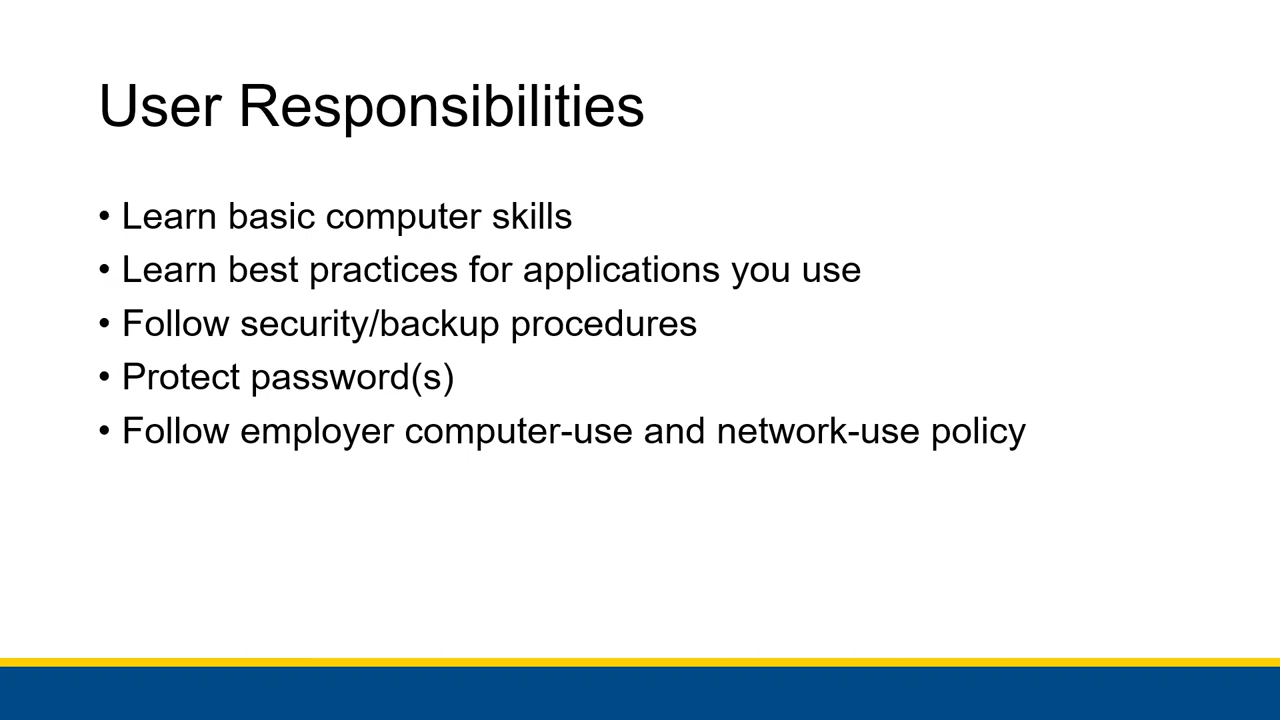 User Responsibilities
• Learn basic computer skills
• Learn best practices for applications you use
• Follow security/backup procedures
• Protect password(s)
• Follow employer computer-use and network-use policy